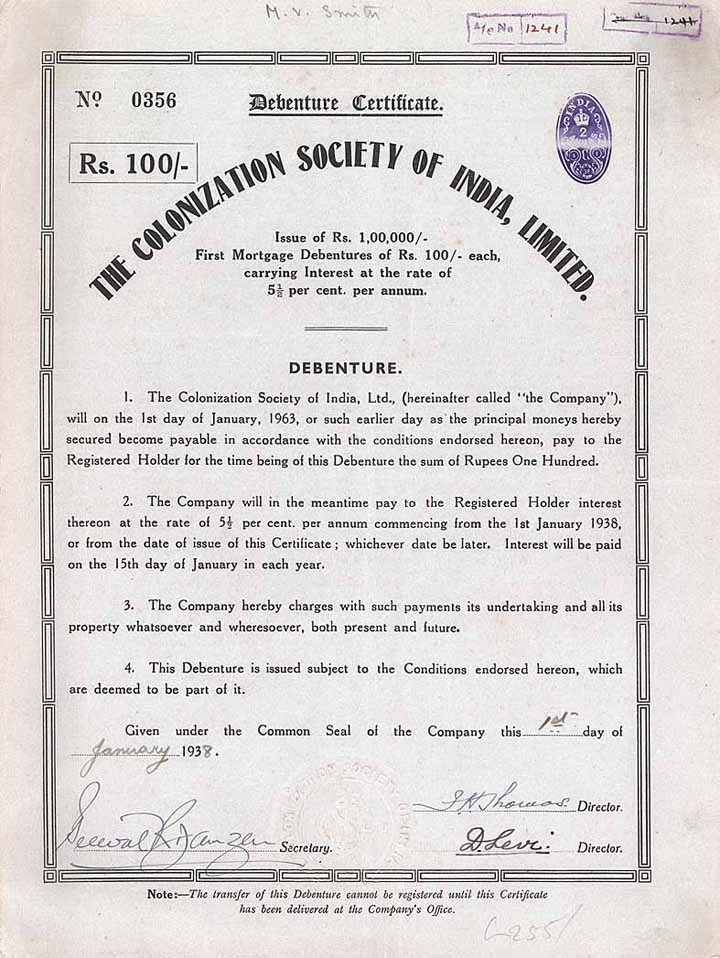 M. V. Smith
A/c No 1241
1241
Nº 0356
Debenture Certificate.
INDIA
2
Rs. 100/-
THE COLONIZATION SOCIETY OF INDIA, LIMITED.
Issue of Rs. 1,00,000/-
First Mortgage Debentures of Rs. 100/- each,
carrying Interest at the rate of
5½ per cent. per annum.
DEBENTURE.
1. The Colonization Society of India, Ltd., (hereinafter called "the Company"),
will on the 1st day of January, 1963, or such earlier day as the principal moneys hereby
secured become payable in accordance with the conditions endorsed hereon, pay to the
Registered Holder for the time being of this Debenture the sum of Rupees One Hundred.
2. The Company will in the meantime pay to the Registered Holder interest
thereon at the rate of 5½ per cent. per annum commencing from the 1st January 1938,
or from the date of issue of this Certificate; whichever date be later. Interest will be paid
on the 15th day of January in each year.
3. The Company hereby charges with such payments its undertaking and all its
property whatsoever and wheresoever, both present and future.
4. This Debenture is issued subject to the Conditions endorsed hereon, which
are deemed to be part of it.
Given under the Common Seal of the Company this 1st day of
January 1938.
F. H. Thomas. Director.
Secretary.
D. Levi. Director.
Note:—The transfer of this Debenture cannot be registered until this Certificate
has been delivered at the Company's Office.